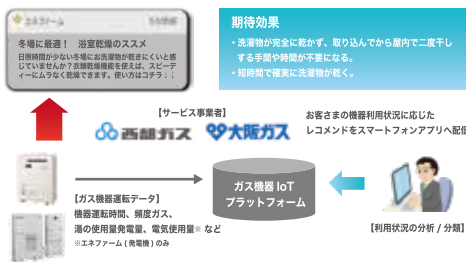 冬場に最適！　浴室乾燥のススメ
日照時間が少ない冬場にお洗濯物が乾きにくいと感
じていませんか？衣類乾燥機能を使えば、スピーデ
ィーにムラなく乾燥できます。使い方はコチラ↓↓
期待効果
・洗濯物が完全に乾かず、取り込んでから屋内で二度干し
する手間や時間が不要になる。
・短時間で確実に洗濯物が乾く。
【サービス事業者】
西部ガス
大阪ガス
お客さまの機器利用状況に応じた
レコメンドをスマートフォンアプリへ配信
【ガス機器運転データ】
機器運転時間、頻度ガス、
湯の使用量発電量、電気使用量※ など
※エネファーム ( 発電機 ) のみ
ガス機器 IoT
プラットフォーム
【利用状況の分析 / 分類】